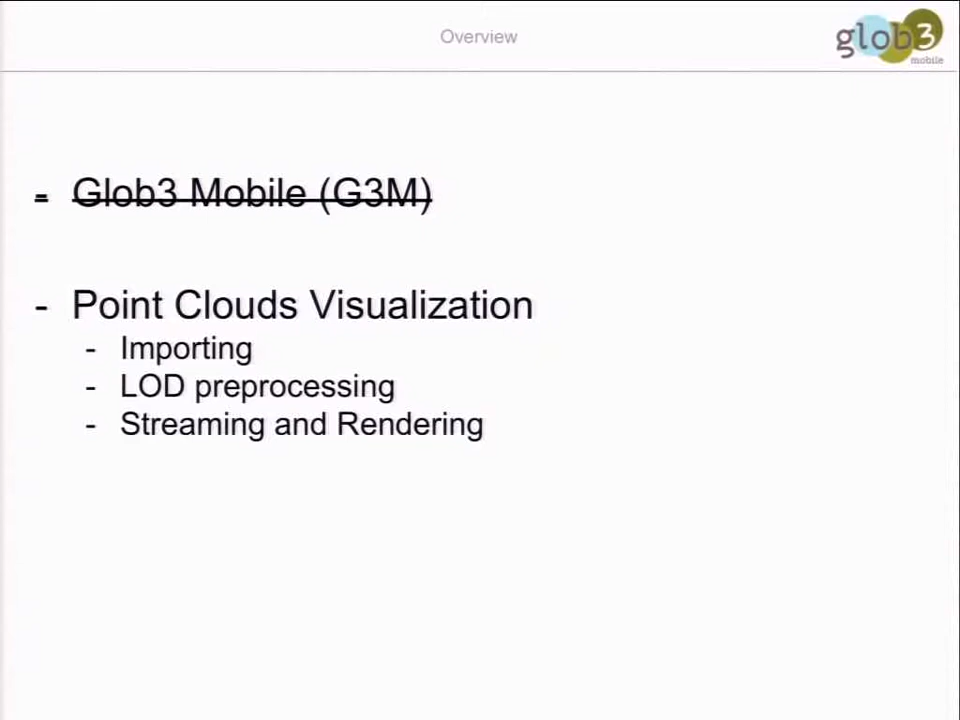 Overview
glob3
mobile
- Glob3 Mobile (G3M)
- Point Clouds Visualization
- Importing
- LOD preprocessing
- Streaming and Rendering